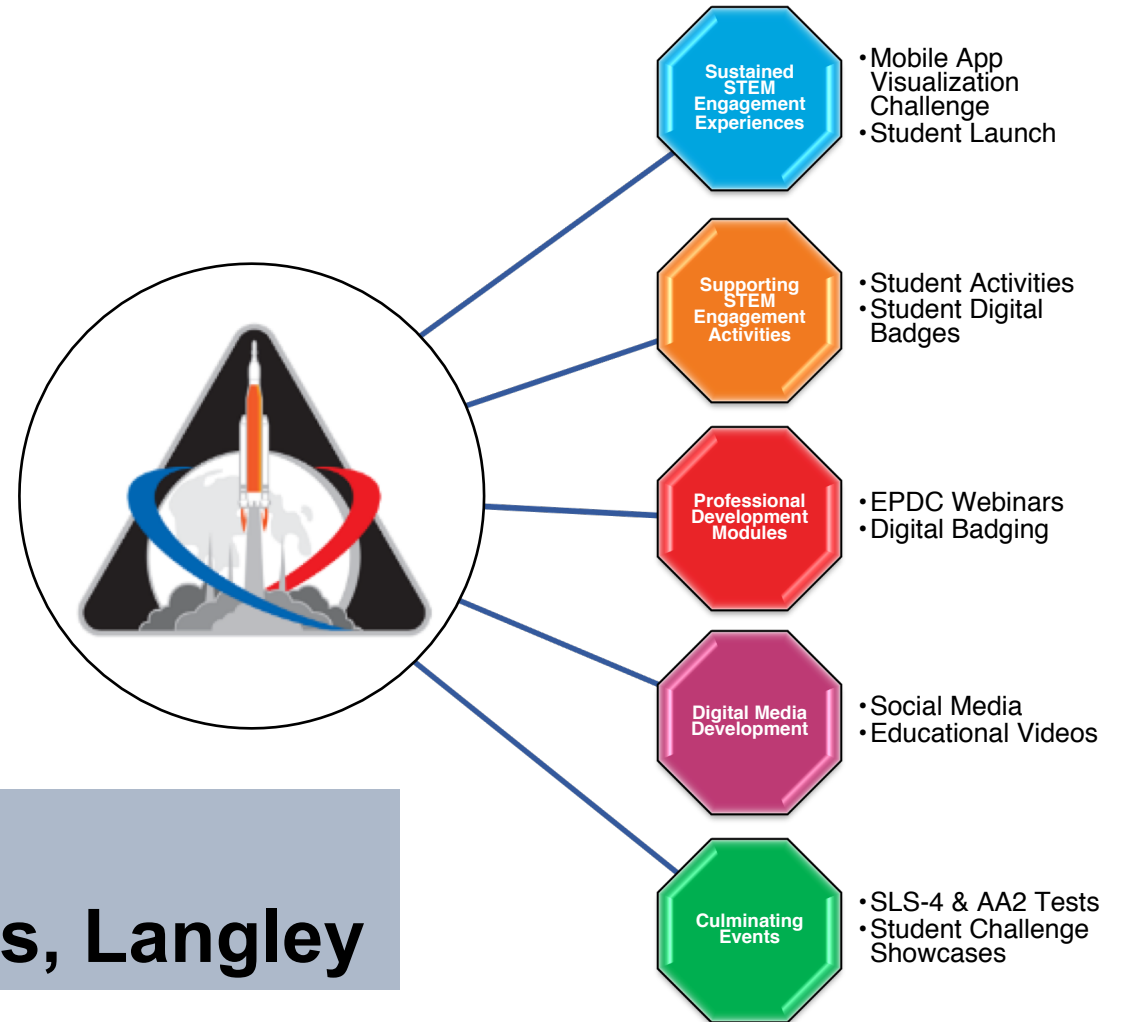 Sustained
STEM
Engagement
Experiences
•Mobile App
Visualization
Challenge
•Student Launch
Supporting
STEM
Engagement
Activities
•Student Activities
•Student Digital
Badges
Professional
Development
Modules
•EPDC Webinars
•Digital Badging
Digital Media
Development
•Social Media
•Educational Videos
Culminating
Events
•SLS-4 & AA2 Tests
•Student Challenge
Showcases
s, Langley